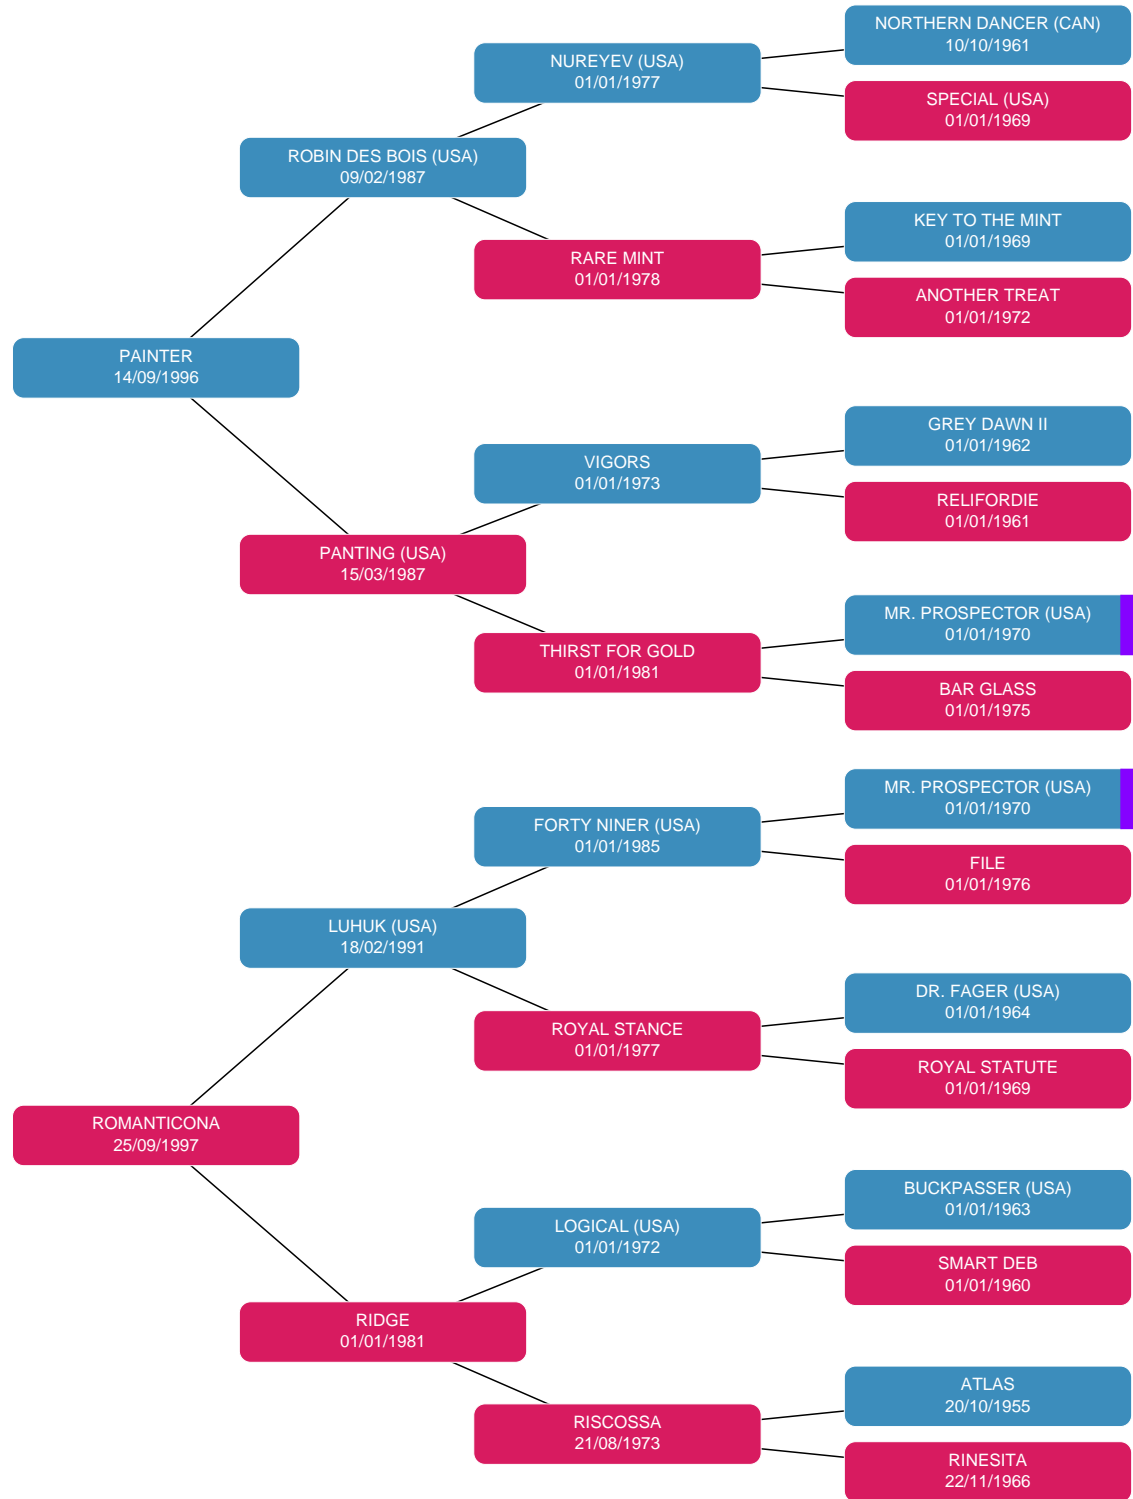 NORTHERN DANCER (CAN)
10/10/1961
NUREYEV (USA)
01/01/1977
SPECIAL (USA)
01/01/1969
ROBIN DES BOIS (USA)
09/02/1987
KEY TO THE MINT
01/01/1969
RARE MINT
01/01/1978
ANOTHER TREAT
01/01/1972
PAINTER
14/09/1996
GREY DAWN II
01/01/1962
VIGORS
01/01/1973
RELIFORDIE
01/01/1961
PANTING (USA)
15/03/1987
MR. PROSPECTOR (USA)
01/01/1970
THIRST FOR GOLD
01/01/1981
BAR GLASS
01/01/1975
MR. PROSPECTOR (USA)
01/01/1970
FORTY NINER (USA)
01/01/1985
FILE
01/01/1976
LUHUK (USA)
18/02/1991
DR. FAGER (USA)
01/01/1964
ROYAL STANCE
01/01/1977
ROYAL STATUTE
01/01/1969
ROMANTICONA
25/09/1997
BUCKPASSER (USA)
01/01/1963
LOGICAL (USA)
01/01/1972
SMART DEB
01/01/1960
RIDGE
01/01/1981
ATLAS
20/10/1955
RISCOSSA
21/08/1973
RINESITA
22/11/1966